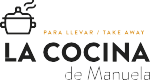 PARA LLEVAR / TAKE AWAY
LA COCINA
de Manuela